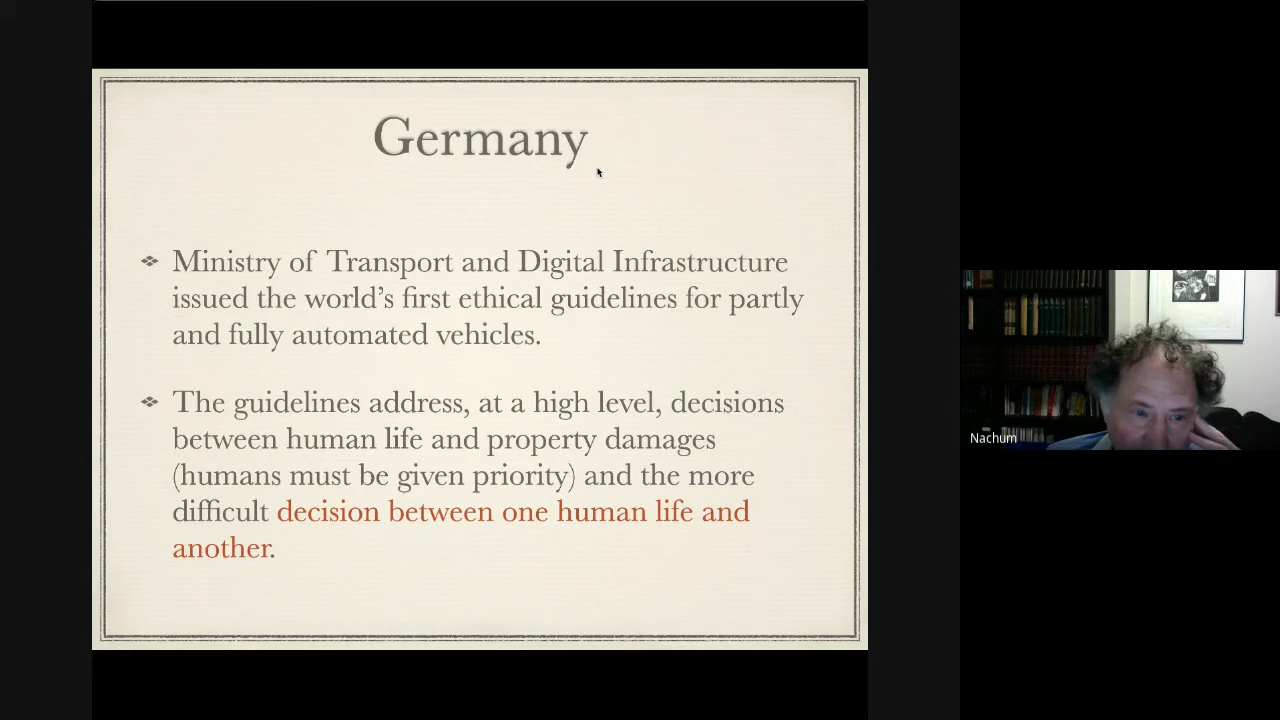 Germany
Ministry of Transport and Digital Infrastructure
issued the world's first ethical guidelines for partly
and fully automated vehicles.
The guidelines address, at a high level, decisions
between human life and property damages
(humans must be given priority) and the more
difficult decision between one human life and
another.
Nachum